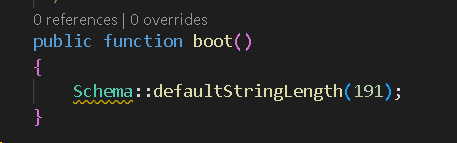 0 references | 0 overrides
public function boot()
{
    Schema::defaultStringLength(191);
}